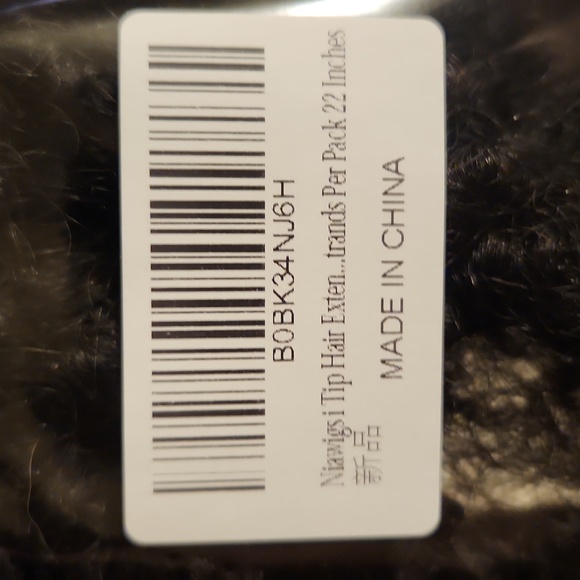 B0BK34NJ6H
Niawigs i Tip Hair Exten...trands Per Pack 22 Inches
新品
MADE IN CHINA